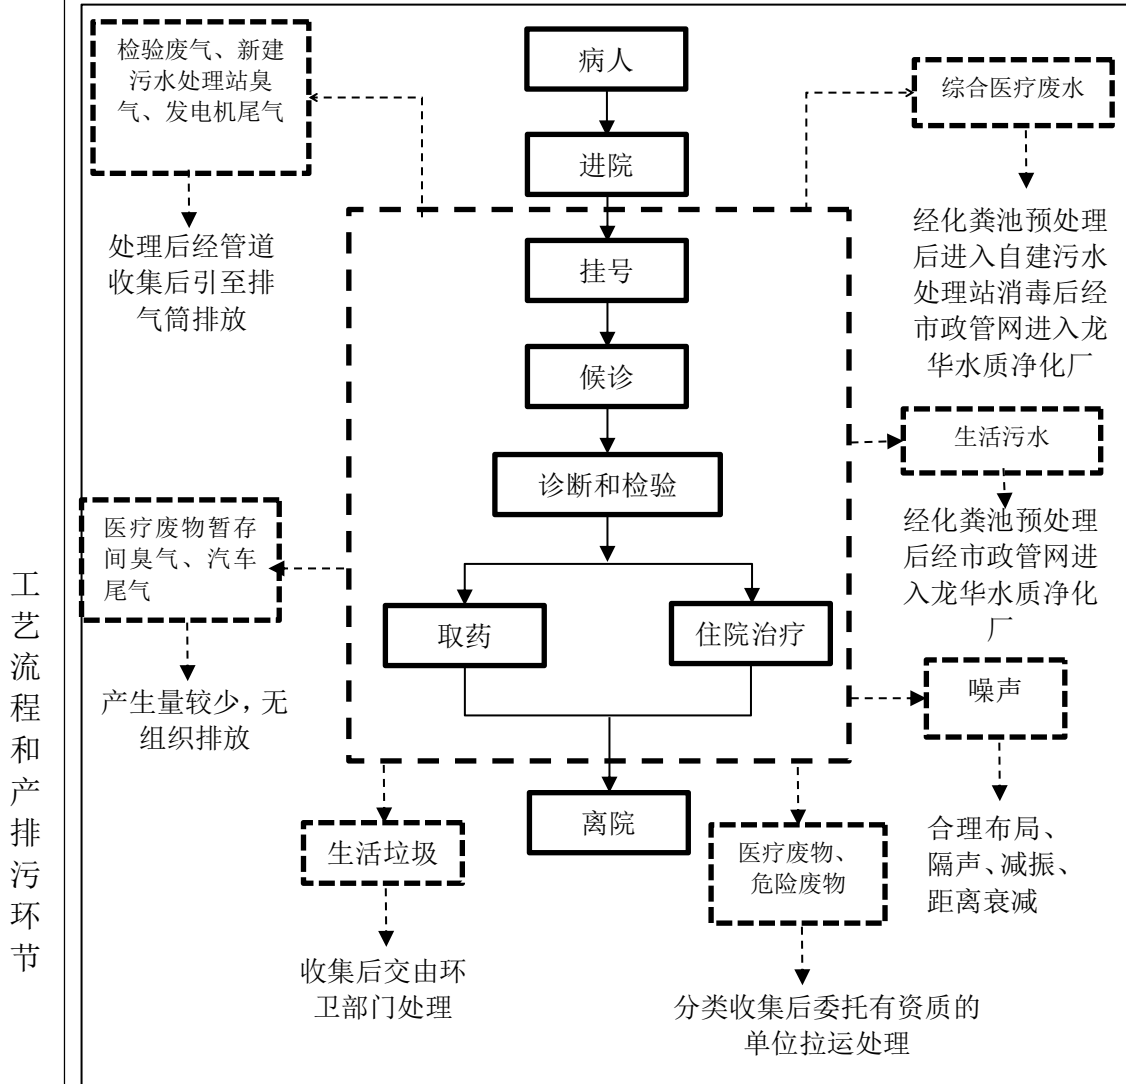 工艺流程和产排污环节
检验废气、新建
污水处理站臭
气、发电机尾气
处理后经管道
收集后引至排
气筒排放
病人
进院
挂号
候诊
诊断和检验
取药
住院治疗
离院
综合医疗废水
经化粪池预处理
后进入自建污水
处理站消毒后经
市政管网进入龙
华水质净化厂
生活污水
经化粪池预处理
后经市政管网进
入龙华水质净化
厂
医疗废物暂存
间臭气、汽车
尾气
产生量较少，无
组织排放
噪声
合理布局、
隔声、减振、
距离衰减
生活垃圾
收集后交由环
卫部门处理
医疗废物、
危险废物
分类收集后委托有资质的
单位拉运处理